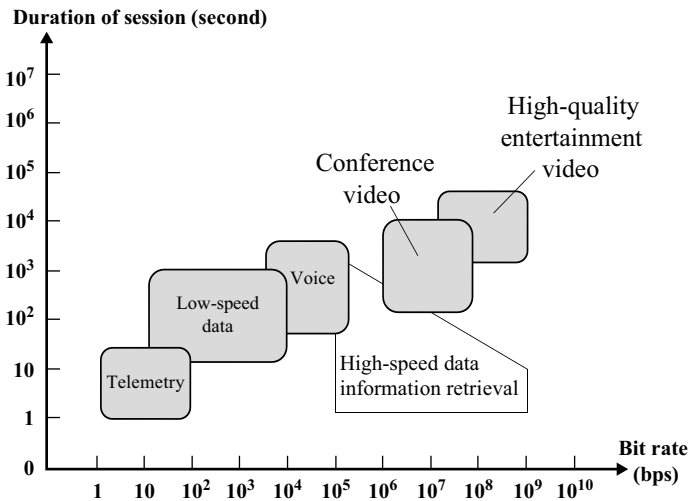 Duration of session (second)
10⁷
10⁶
10⁵
10⁴
10³
10²
10
1
0
High-quality
entertainment
video
Conference
video
Voice
Low-speed
data
Telemetry
High-speed data
information retrieval
1 10 10² 10³ 10⁴ 10⁵ 10⁶ 10⁷ 10⁸ 10⁹ 10¹⁰
Bit rate
(bps)